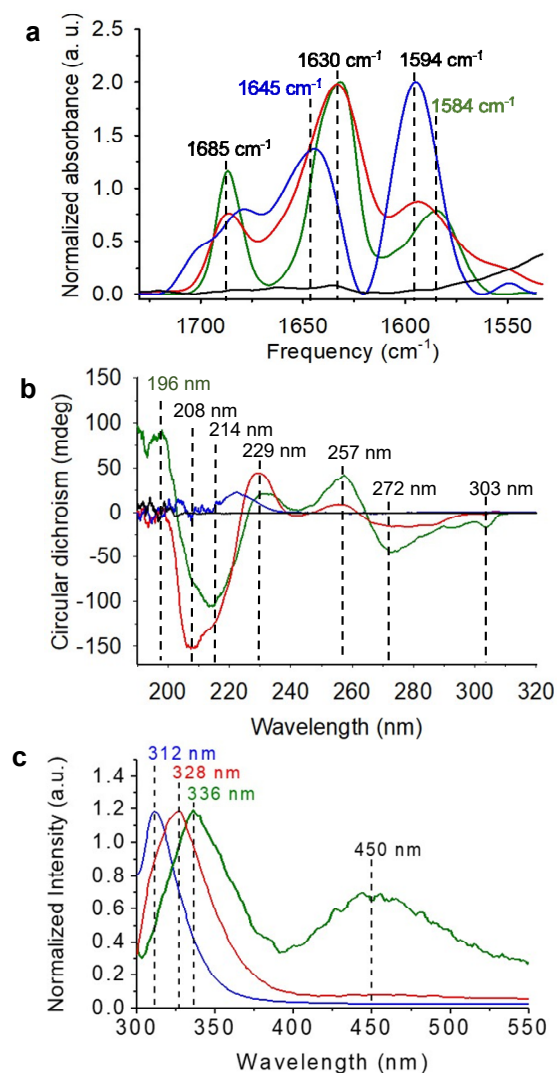 a
1630 cm⁻¹ 1594 cm⁻¹
1645 cm⁻¹ 1584 cm⁻¹
1685 cm⁻¹
Normalized absorbance (a. u.)
2.5
2.0
1.5
1.0
0.5
0.0
1700 1650 1600 1550
Frequency (cm⁻¹)
b
196 nm
208 nm
214 nm
229 nm 257 nm
272 nm 303 nm
Circular dichroism (mdeg)
150
100
50
0
-50
-100
-150
200 220 240 260 280 300 320
Wavelength (nm)
c
312 nm
328 nm
336 nm
450 nm
Normalized Intensity (a.u.)
1.4
1.2
1.0
0.8
0.6
0.4
0.2
0.0
300 350 400 450 500 550
Wavelength (nm)